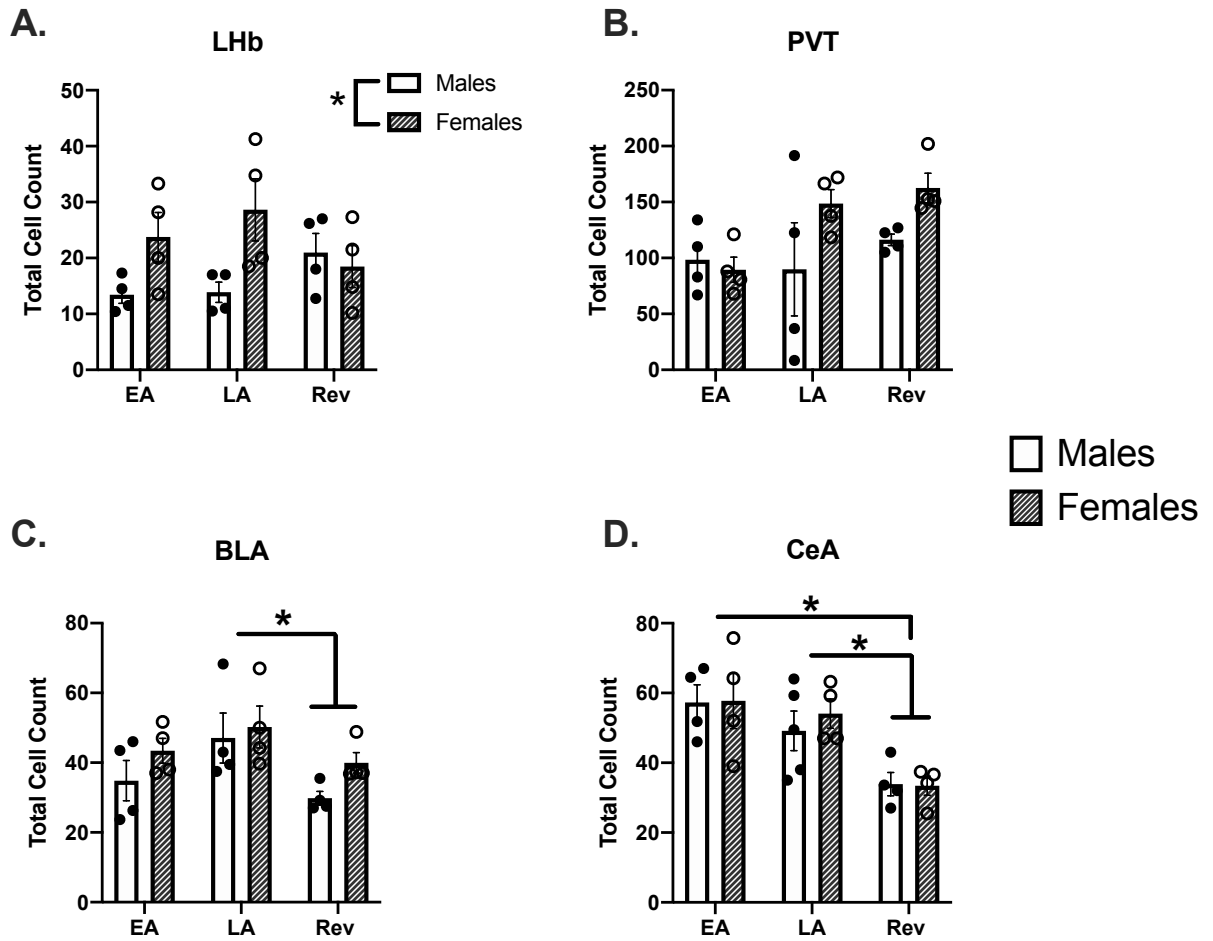 A.
LHb
Total Cell Count
50
40
30
20
10
0
EA LA Rev
*
Males
Females
B.
PVT
Total Cell Count
250
200
150
100
50
0
EA LA Rev
Males
Females
C.
BLA
Total Cell Count
80
60
40
20
0
*
EA LA Rev
D.
CeA
Total Cell Count
80
60
40
20
0
*
*
EA LA Rev